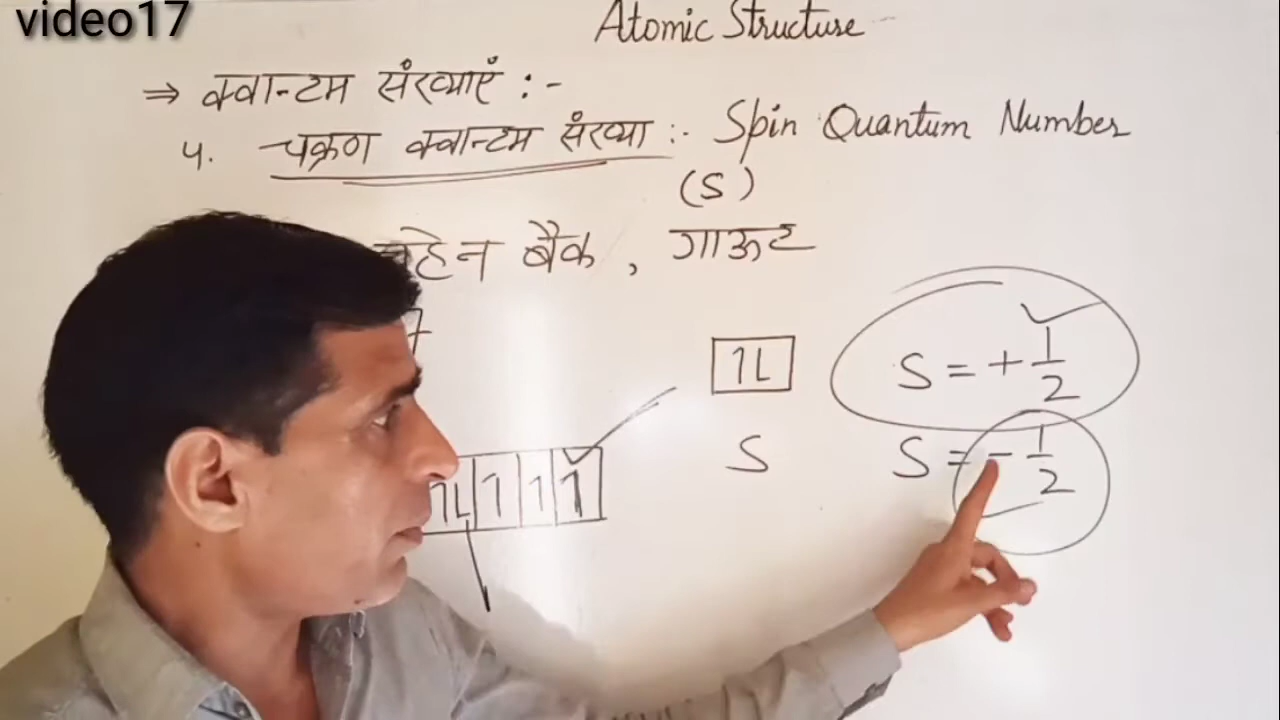 video17
Atomic Structure
⇒ क्वान्टम संख्याएं :-
4. चक्रण क्वान्टम संख्या :- Spin Quantum Number
(S)
बैक , गाऊट
7
1L
S = + 1/2
1L 1 1 1
S
S = - 1/2